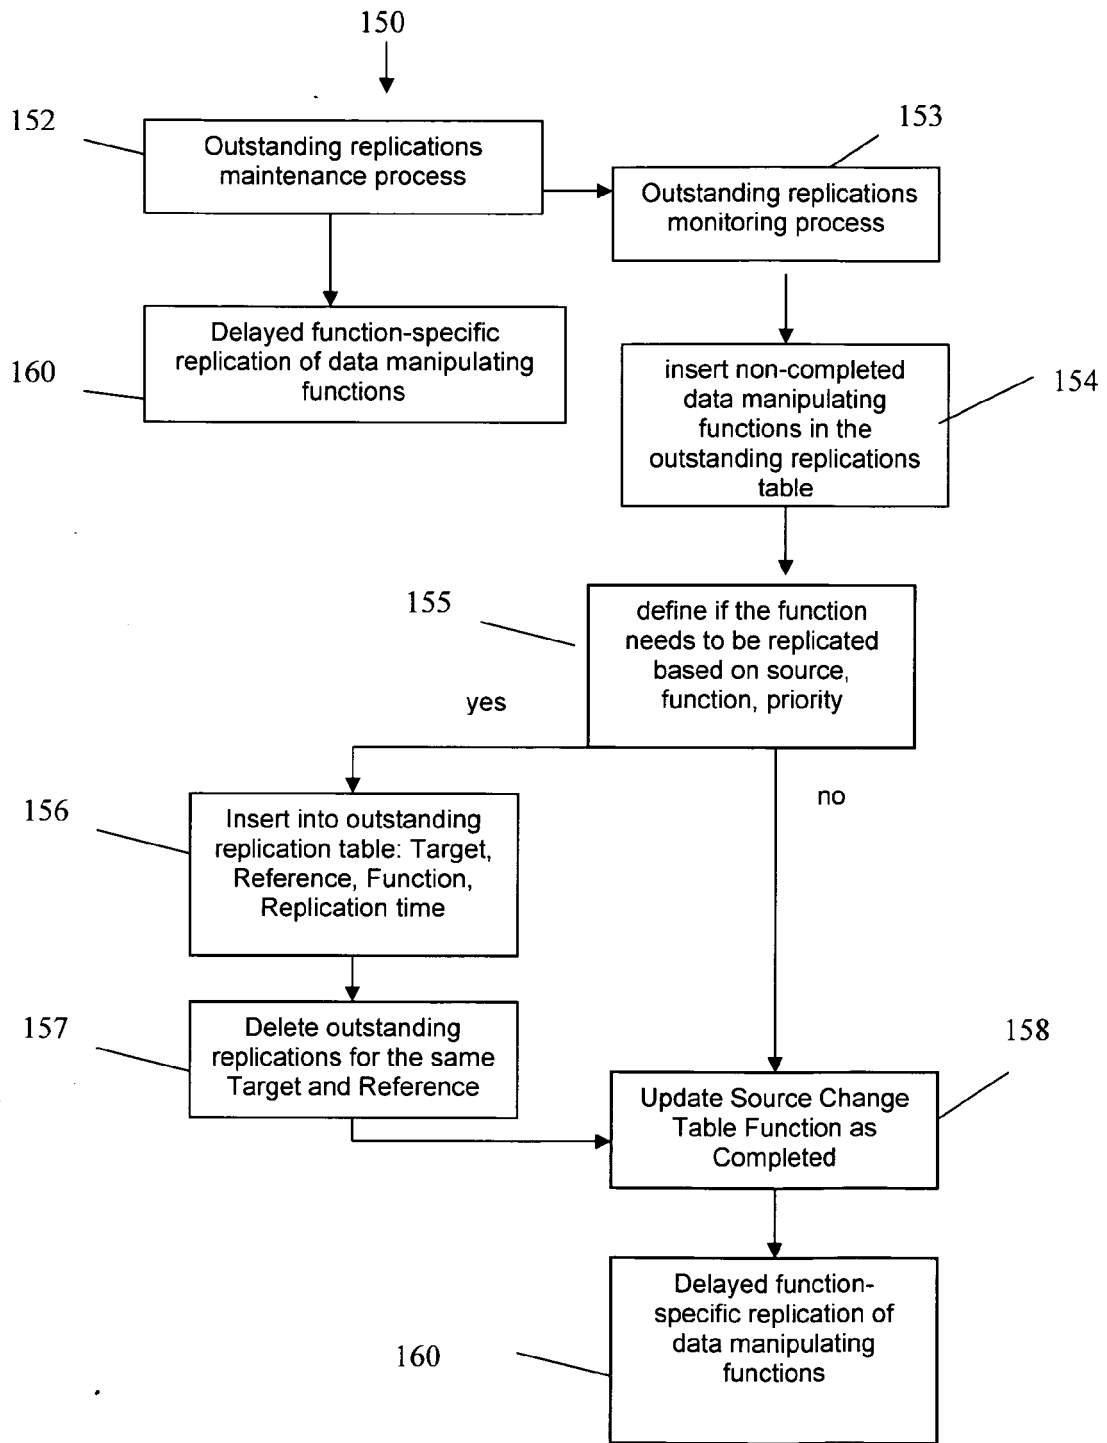 150
152
Outstanding replications
maintenance process
153
Outstanding replications
monitoring process
160
Delayed function-specific
replication of data manipulating
functions
154
insert non-completed
data manipulating
functions in the
outstanding replications
table
155
define if the function
needs to be replicated
based on source,
function, priority
yes
no
156
Insert into outstanding
replication table: Target,
Reference, Function,
Replication time
157
Delete outstanding
replications for the same
Target and Reference
158
Update Source Change
Table Function as
Completed
160
Delayed function-
specific replication of
data manipulating
functions